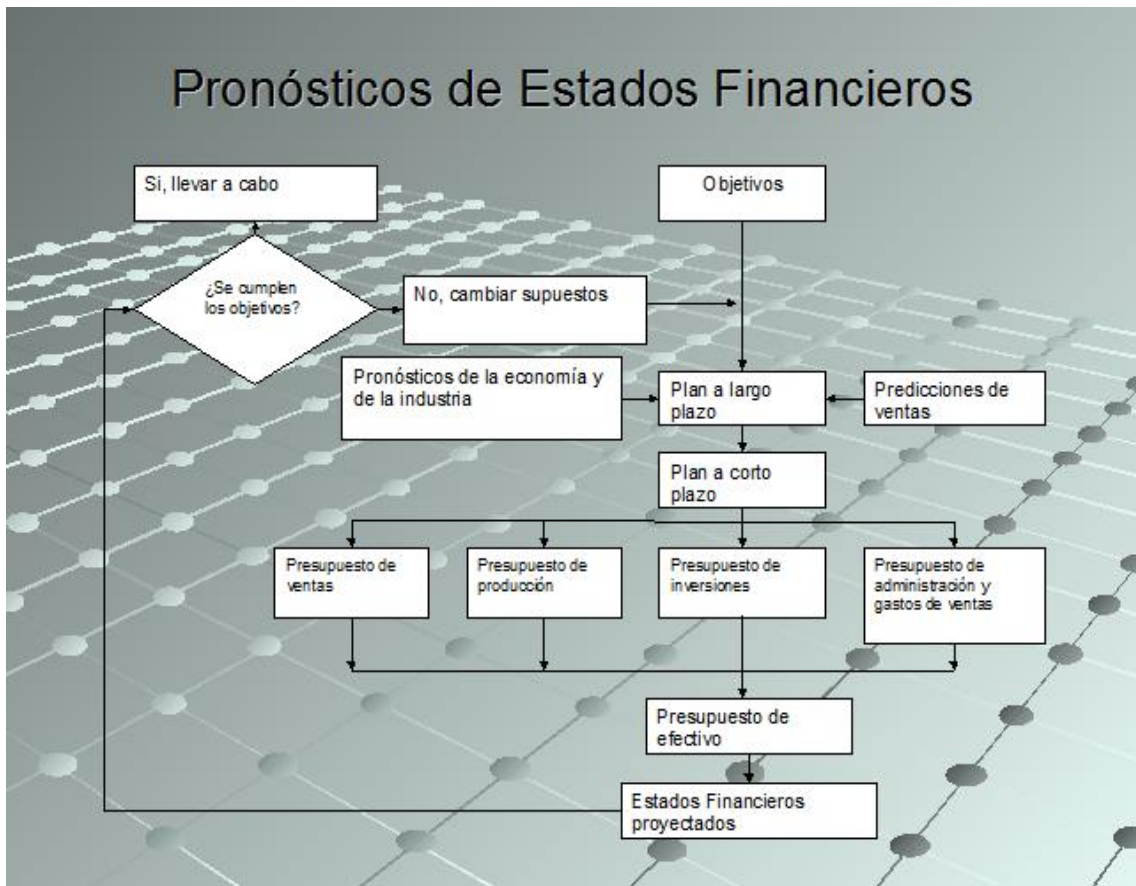 Pronósticos de Estados Financieros
Si, llevar a cabo
Objetivos
¿Se cumplen
los objetivos?
No, cambiar supuestos
Pronósticos de la economía y
de la industria
Plan a largo
plazo
Predicciones de
ventas
Plan a corto
plazo
Presupuesto de
ventas
Presupuesto de
producción
Presupuesto de
inversiones
Presupuesto de
administración y
gastos de ventas
Presupuesto de
efectivo
Estados Financieros
proyectados